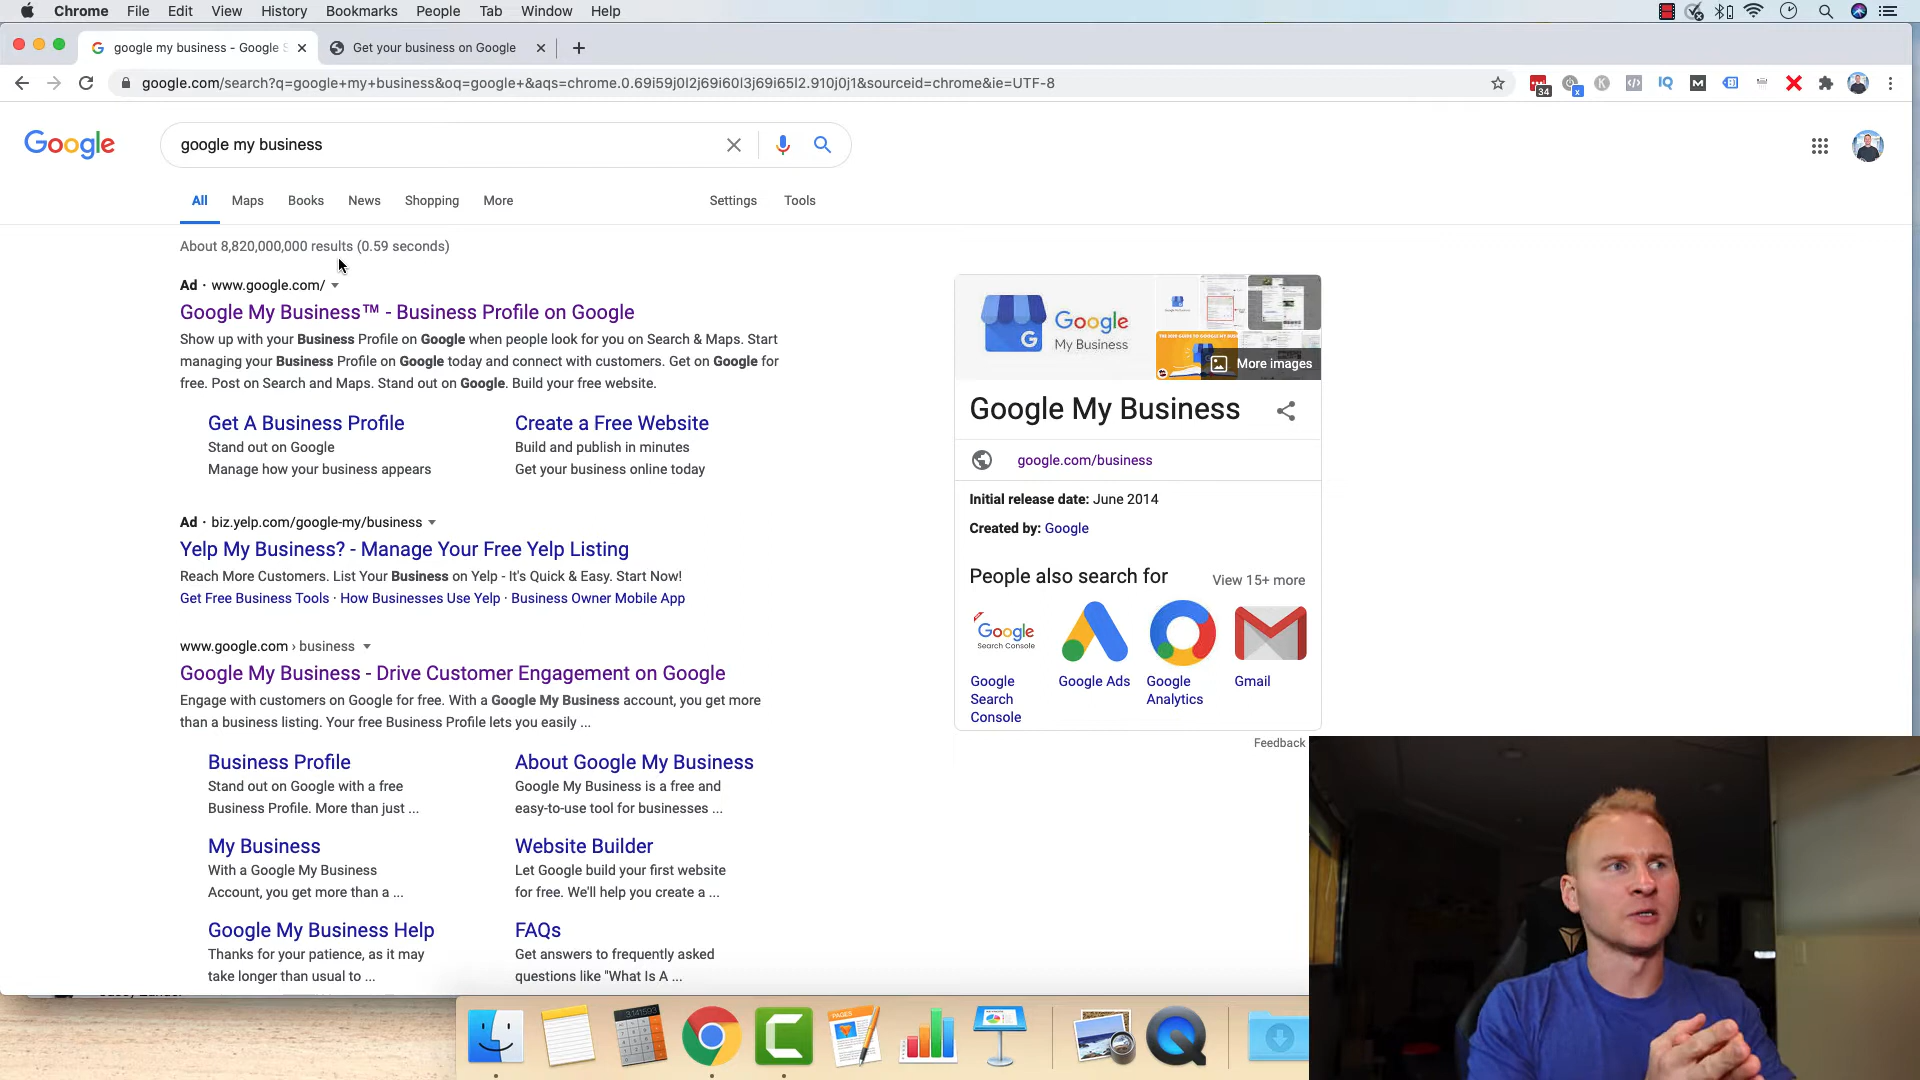 Chrome File Edit View History Bookmarks People Tab Window Help
google my business - Google S
Get your business on Google
google.com/search?q=google+my+business&oq=google+&aqs=chrome.0.69i59j0l2j69i60l3j69i65l2.910j0j1&sourceid=chrome&ie=UTF-8
34
Google
google my business
All Maps Books News Shopping More Settings Tools
About 8,820,000,000 results (0.59 seconds)
Ad · www.google.com/
Google My Business™ - Business Profile on Google
Show up with your Business Profile on Google when people look for you on Search & Maps. Start
managing your Business Profile on Google today and connect with customers. Get on Google for
free. Post on Search and Maps. Stand out on Google. Build your free website.
Get A Business Profile
Stand out on Google
Manage how your business appears
Create a Free Website
Build and publish in minutes
Get your business online today
Ad · biz.yelp.com/google-my/business
Yelp My Business? - Manage Your Free Yelp Listing
Reach More Customers. List Your Business on Yelp - It's Quick & Easy. Start Now!
Get Free Business Tools · How Businesses Use Yelp · Business Owner Mobile App
www.google.com › business
Google My Business - Drive Customer Engagement on Google
Engage with customers on Google for free. With a Google My Business account, you get more
than a business listing. Your free Business Profile lets you easily ...
Business Profile
Stand out on Google with a free
Business Profile. More than just ...
About Google My Business
Google My Business is a free and
easy-to-use tool for businesses ...
My Business
With a Google My Business
Account, you get more than a ...
Website Builder
Let Google build your first website
for free. We'll help you create a ...
Google My Business Help
Thanks for your patience, as it may
take longer than usual to ...
FAQs
Get answers to frequently asked
questions like "What Is A ...
Google
My Business
More images
Google My Business
google.com/business
Initial release date: June 2014
Created by: Google
People also search for
View 15+ more
Google
Search Console
Google
Search
Console
Google Ads
Google
Analytics
Gmail
Feedback
PAGES